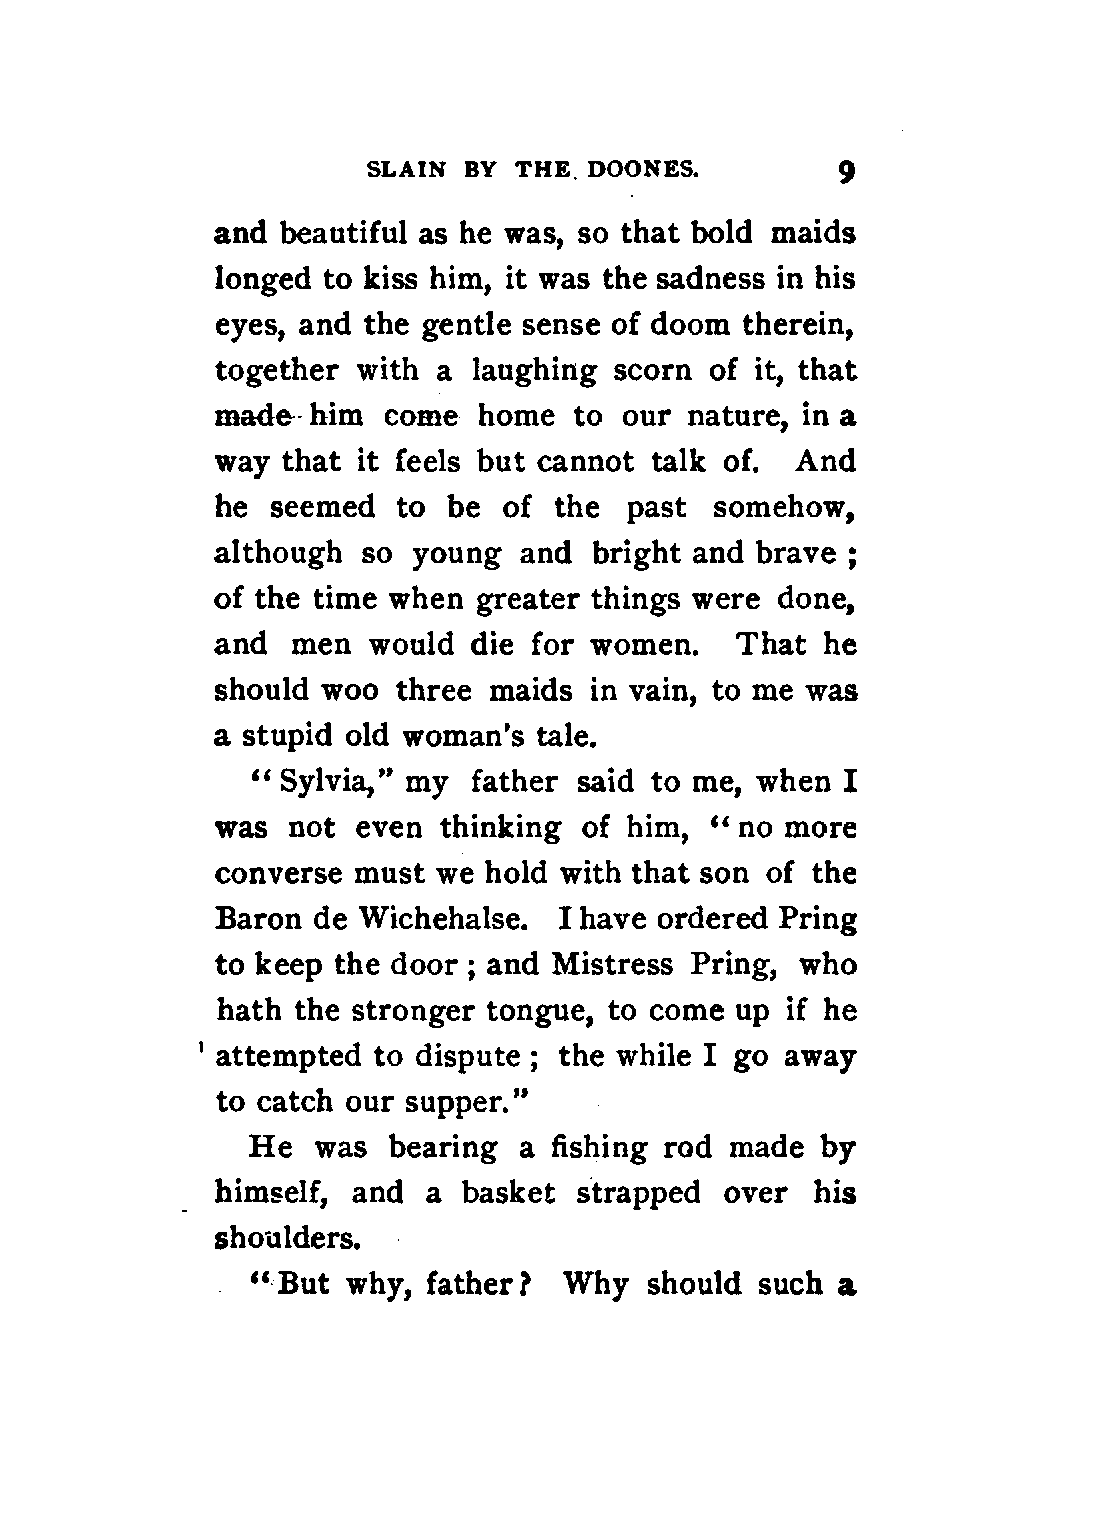 SLAIN BY THE DOONES. 9
and beautiful as he was, so that bold maids
longed to kiss him, it was the sadness in his
eyes, and the gentle sense of doom therein,
together with a laughing scorn of it, that
made him come home to our nature, in a
way that it feels but cannot talk of. And
he seemed to be of the past somehow,
although so young and bright and brave ;
of the time when greater things were done,
and men would die for women. That he
should woo three maids in vain, to me was
a stupid old woman's tale.
“ Sylvia,” my father said to me, when I
was not even thinking of him, “ no more
converse must we hold with that son of the
Baron de Wichehalse. I have ordered Pring
to keep the door ; and Mistress Pring, who
hath the stronger tongue, to come up if he
attempted to dispute ; the while I go away
to catch our supper.”
He was bearing a fishing rod made by
himself, and a basket strapped over his
shoulders.
“ But why, father? Why should such a